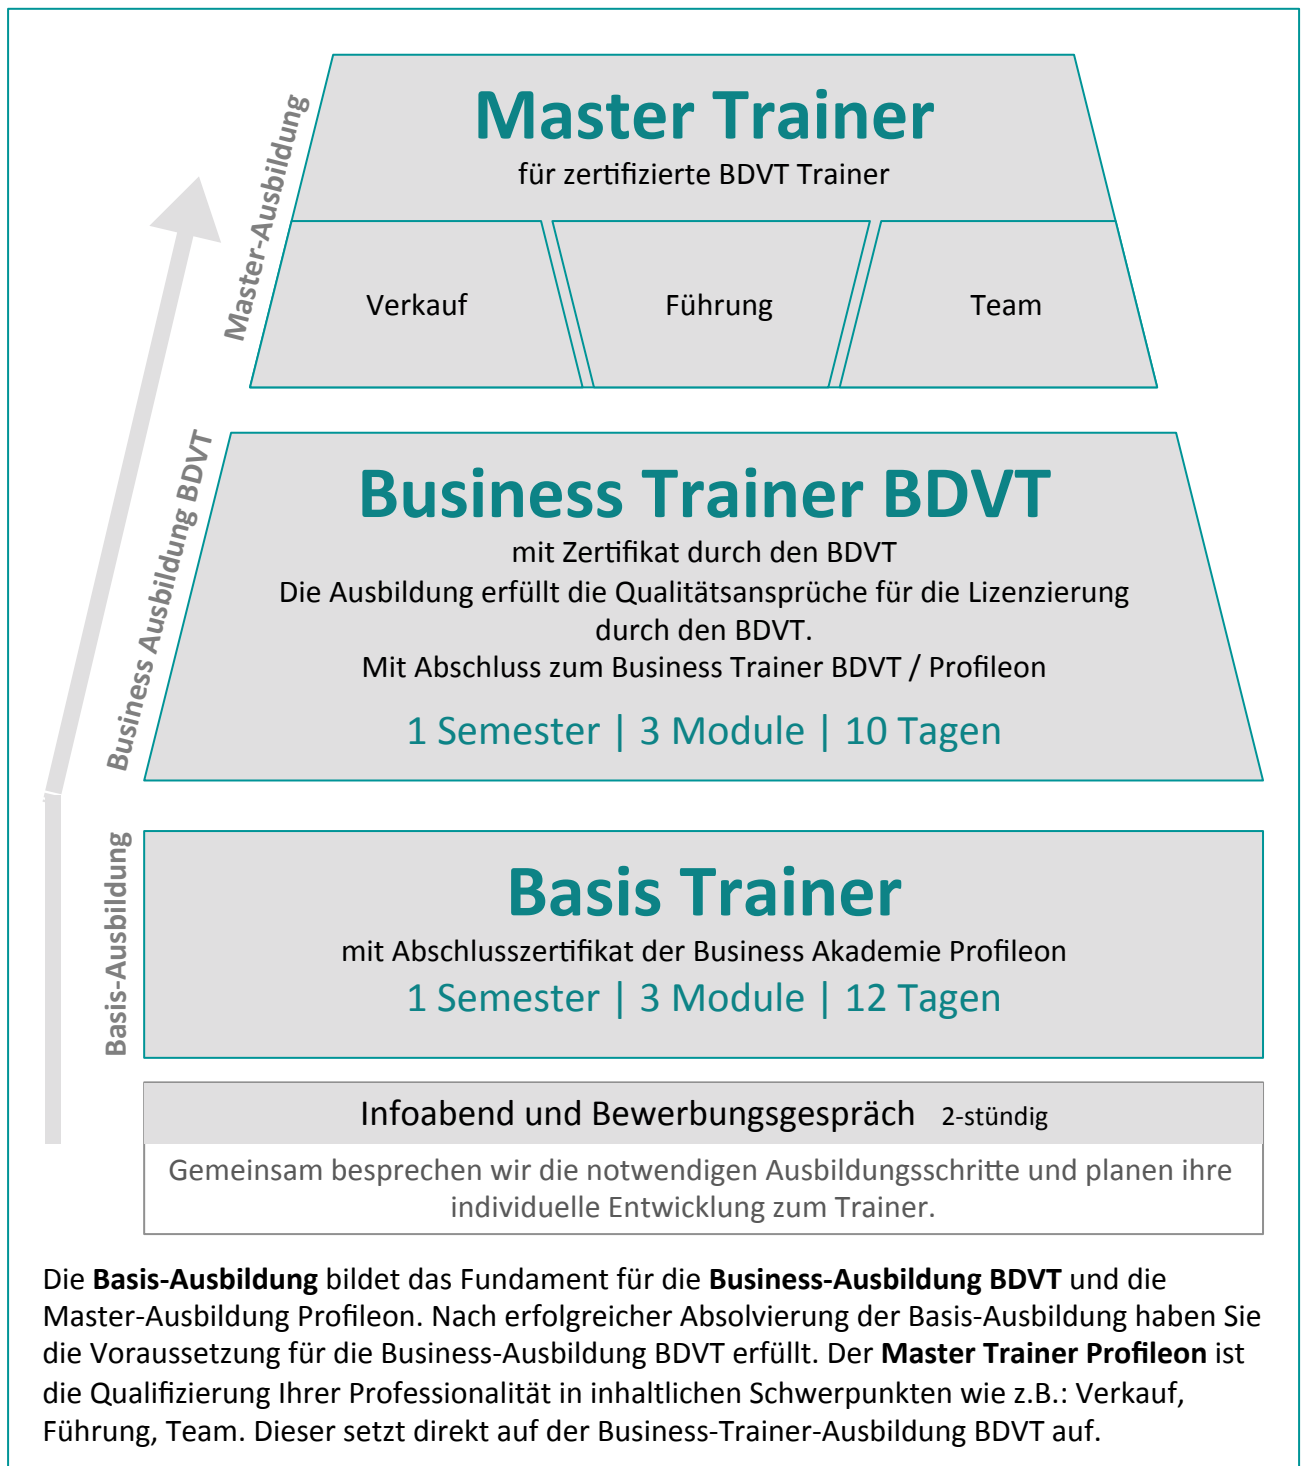 Master Trainer
für zertifizierte BDVT Trainer
Master-Ausbildung
Verkauf
Führung
Team
Business Ausbildung BDVT
Business Trainer BDVT
mit Zertifikat durch den BDVT
Die Ausbildung erfüllt die Qualitätsansprüche für die Lizenzierung
durch den BDVT.
Mit Abschluss zum Business Trainer BDVT / Profileon
1 Semester | 3 Module | 10 Tagen
Basis-Ausbildung
Basis Trainer
mit Abschlusszertifikat der Business Akademie Profileon
1 Semester | 3 Module | 12 Tagen
Infoabend und Bewerbungsgespräch 2-stündig
Gemeinsam besprechen wir die notwendigen Ausbildungsschritte und planen ihre
individuelle Entwicklung zum Trainer.
Die Basis-Ausbildung bildet das Fundament für die Business-Ausbildung BDVT und die
Master-Ausbildung Profileon. Nach erfolgreicher Absolvierung der Basis-Ausbildung haben Sie
die Voraussetzung für die Business-Ausbildung BDVT erfüllt. Der Master Trainer Profileon ist
die Qualifizierung Ihrer Professionalität in inhaltlichen Schwerpunkten wie z.B.: Verkauf,
Führung, Team. Dieser setzt direkt auf der Business-Trainer-Ausbildung BDVT auf.